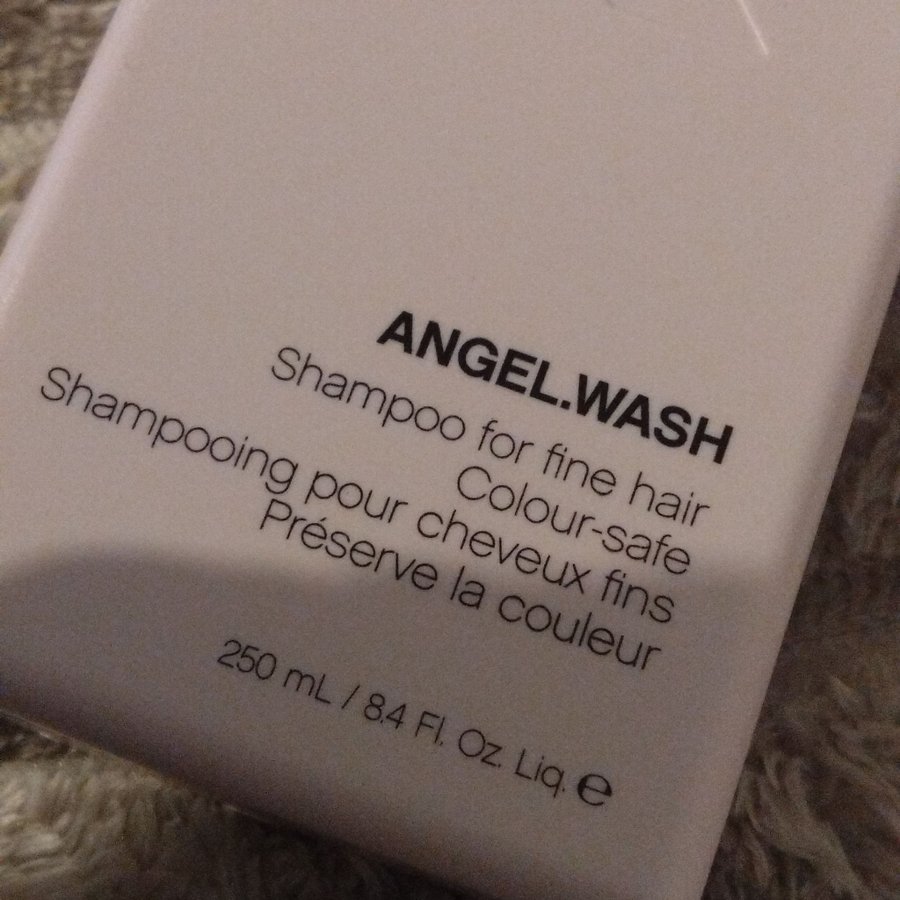 ANGEL.WASH
Shampoo for fine hair
Colour-safe
Shampooing pour cheveux fins
Préserve la couleur
250 mL / 8.4 Fl. Oz. Liq. ℮